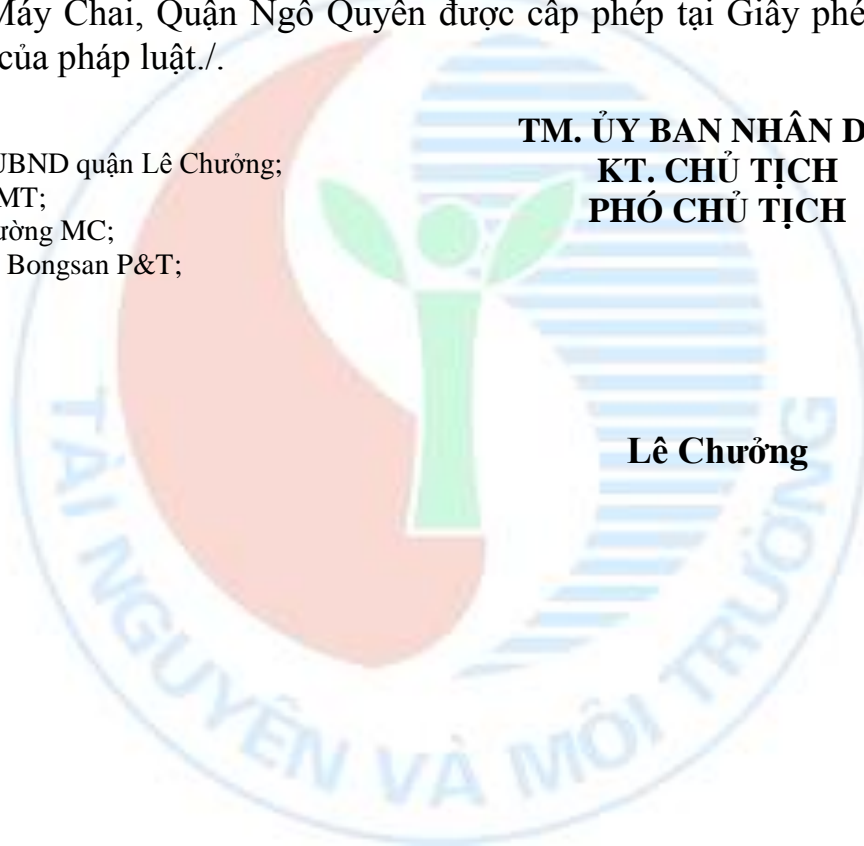 Máy Chai, Quận Ngô Quyền được cấp phép tại Giấy phé
của pháp luật./.
TM. ỦY BAN NHÂN D
KT. CHỦ TỊCH
PHÓ CHỦ TỊCH
UBND quận Lê Chưởng;
MT;
ường MC;
Bongsan P&T;
Lê Chưởng
TÀI NGUYÊN VÀ MÔI TRƯỜNG